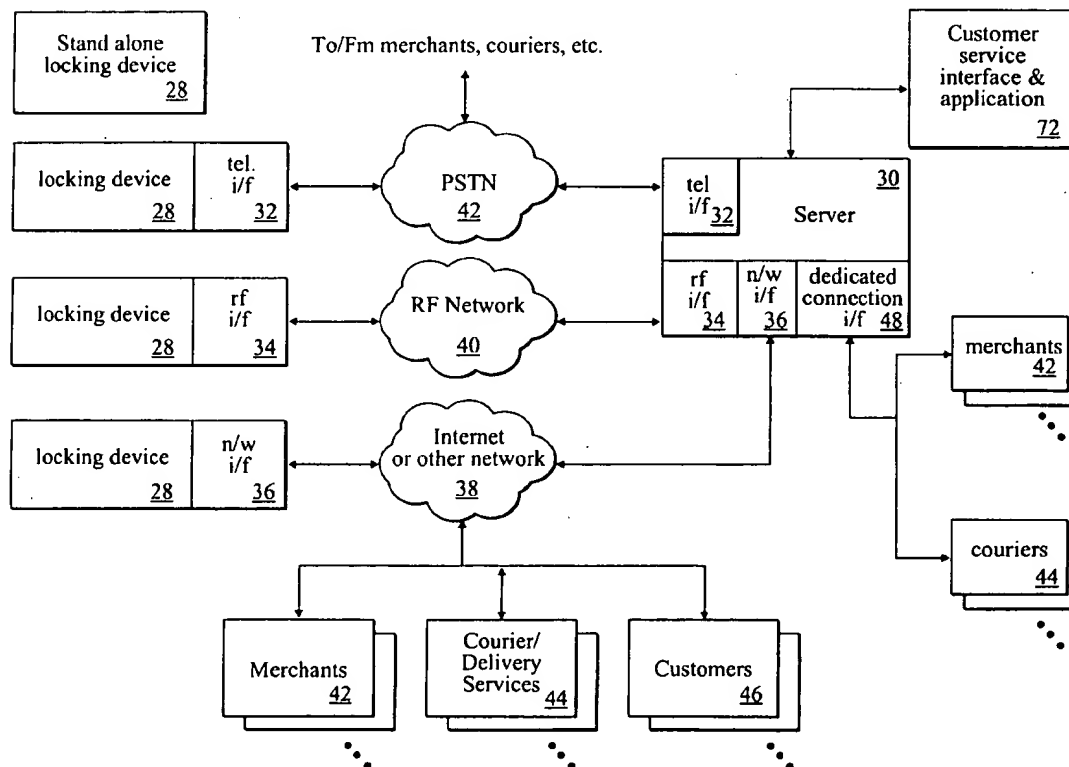 Stand alone
locking device
28
To/Fm merchants, couriers, etc.
Customer
service
interface &
application
72
locking device
28
tel.
i/f
32
PSTN
42
tel
i/f
32
30
Server
rf
i/f
34
n/w
i/f
36
dedicated
connection
i/f 48
locking device
28
rf
i/f
34
RF Network
40
merchants
42
locking device
28
n/w
i/f
36
Internet
or other network
38
couriers
44
Merchants
42
Courier/
Delivery
Services
44
Customers
46